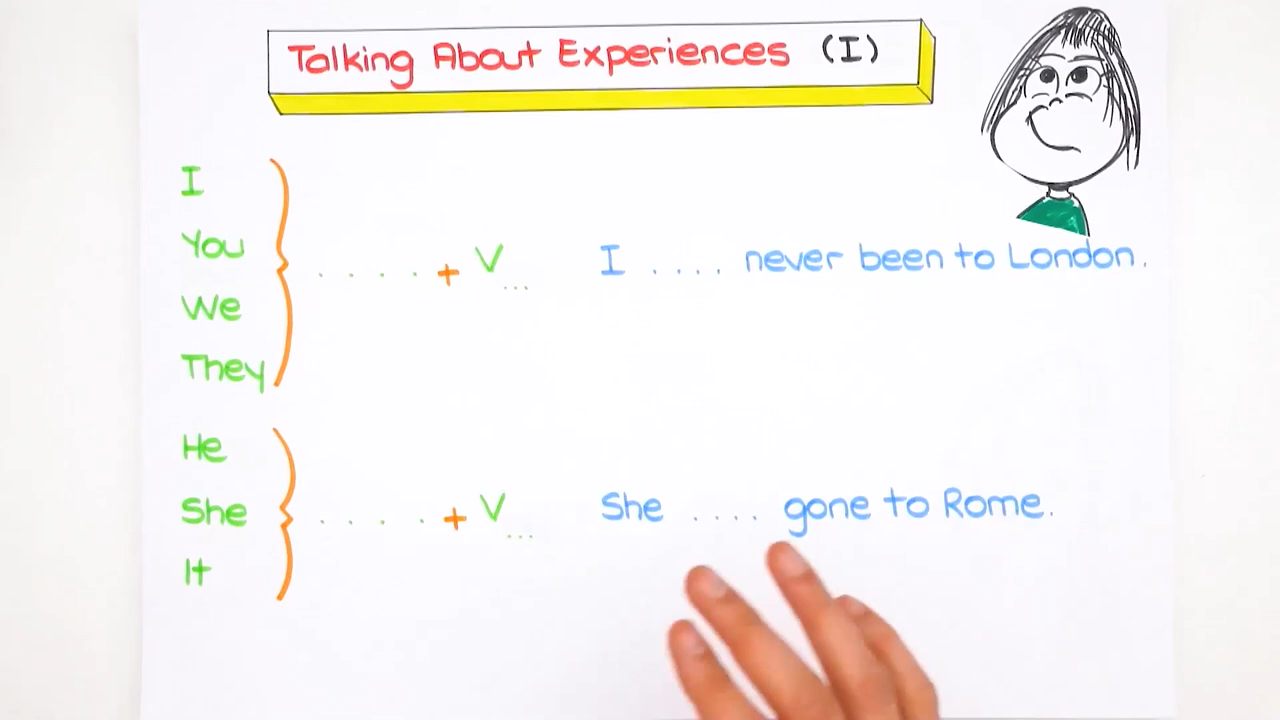 Talking About Experiences (I)
I
You
We
They
. . . . . + V...
I .... never been to London.
He
She
It
. . . . + V...
She .... gone to Rome.